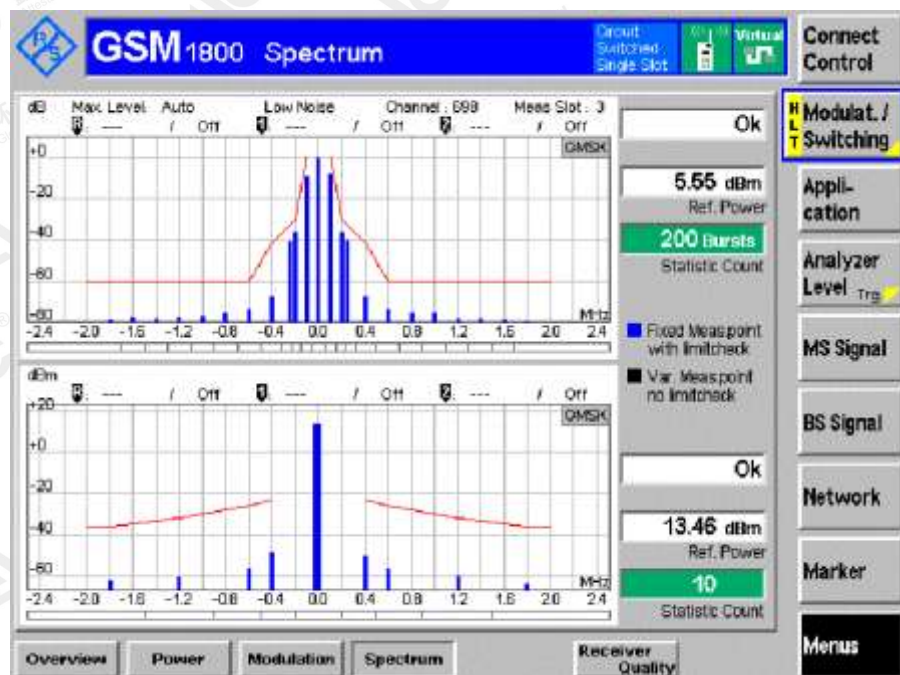 R S
GSM 1800 Spectrum
Circuit Switched Single Slot
Virtual
Connect Control
dB Max. Level: Auto Low Noise Channel: 698 Meas Slot: 3
--- / Off --- / Off --- / Off
GMSK
+0
-20
-40
-60
-80
MHz
-2.4 -2.0 -1.6 -1.2 -0.8 -0.4 0.0 0.4 0.8 1.2 1.6 2.0 2.4
Ok
5.55 dBm
Ref. Power
200 Bursts
Statistic Count
Fixed Meas.point with limitcheck
Var. Meas.point no limitcheck
dBm
--- / Off --- / Off --- / Off
GMSK
+20
+0
-20
-40
-60
MHz
-2.4 -2.0 -1.6 -1.2 -0.8 -0.4 0.0 0.4 0.8 1.2 1.6 2.0 2.4
Ok
13.46 dBm
Ref. Power
10
Statistic Count
HLT Modulat. / Switching
Appli- cation
Analyzer Level Trg
MS Signal
BS Signal
Network
Marker
Menus
Overview
Power
Modulation
Spectrum
Receiver Quality